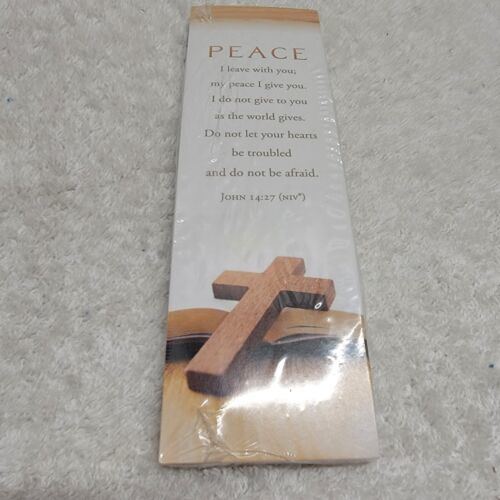 PEACE
I leave with you;
my peace I give you.
I do not give to you
as the world gives.
Do not let your hearts
be troubled
and do not be afraid.
John 14:27 (NIV®)